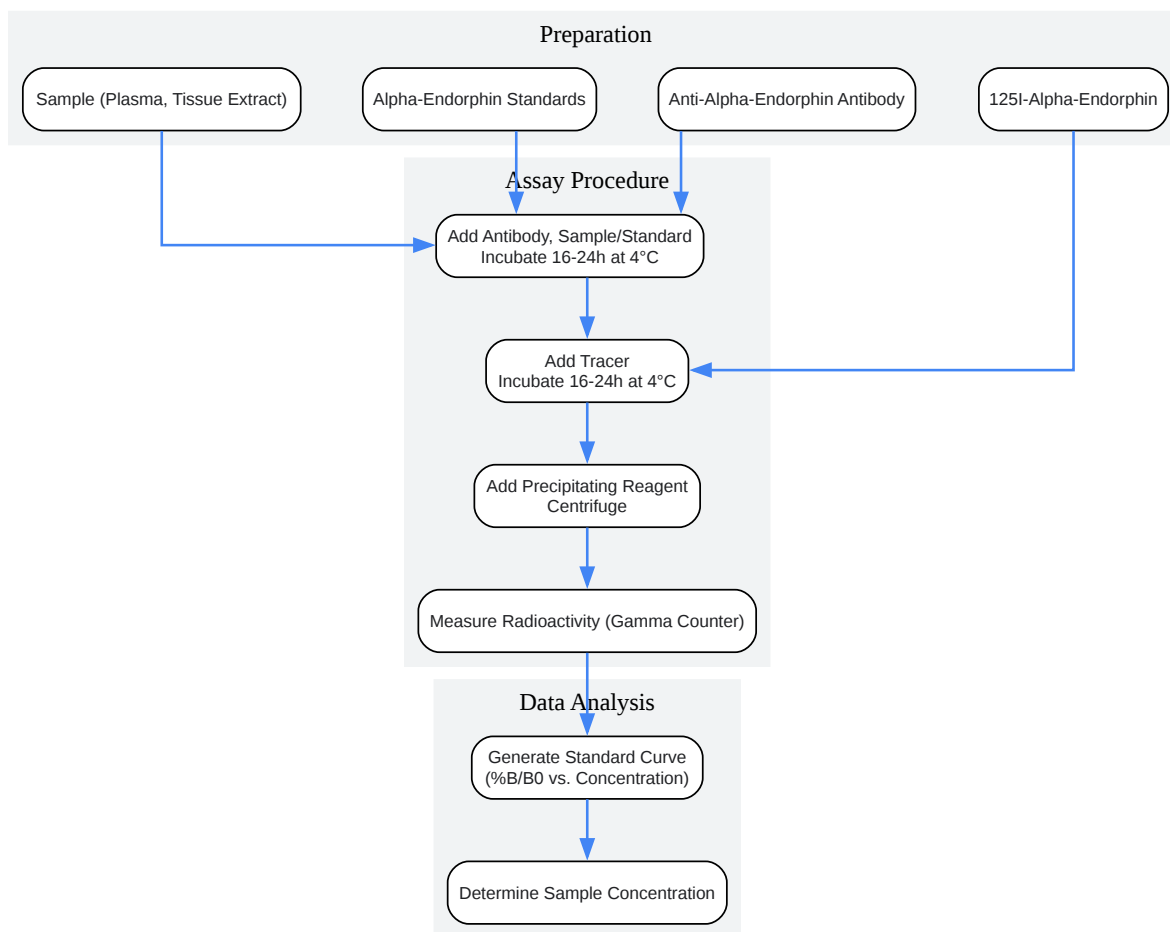 Preparation
Sample (Plasma, Tissue Extract)
Alpha-Endorphin Standards
Anti-Alpha-Endorphin Antibody
125I-Alpha-Endorphin
Assay Procedure
Add Antibody, Sample/Standard
Incubate 16-24h at 4°C
Add Tracer
Incubate 16-24h at 4°C
Add Precipitating Reagent
Centrifuge
Measure Radioactivity (Gamma Counter)
Data Analysis
Generate Standard Curve
(%B/B0 vs. Concentration)
Determine Sample Concentration